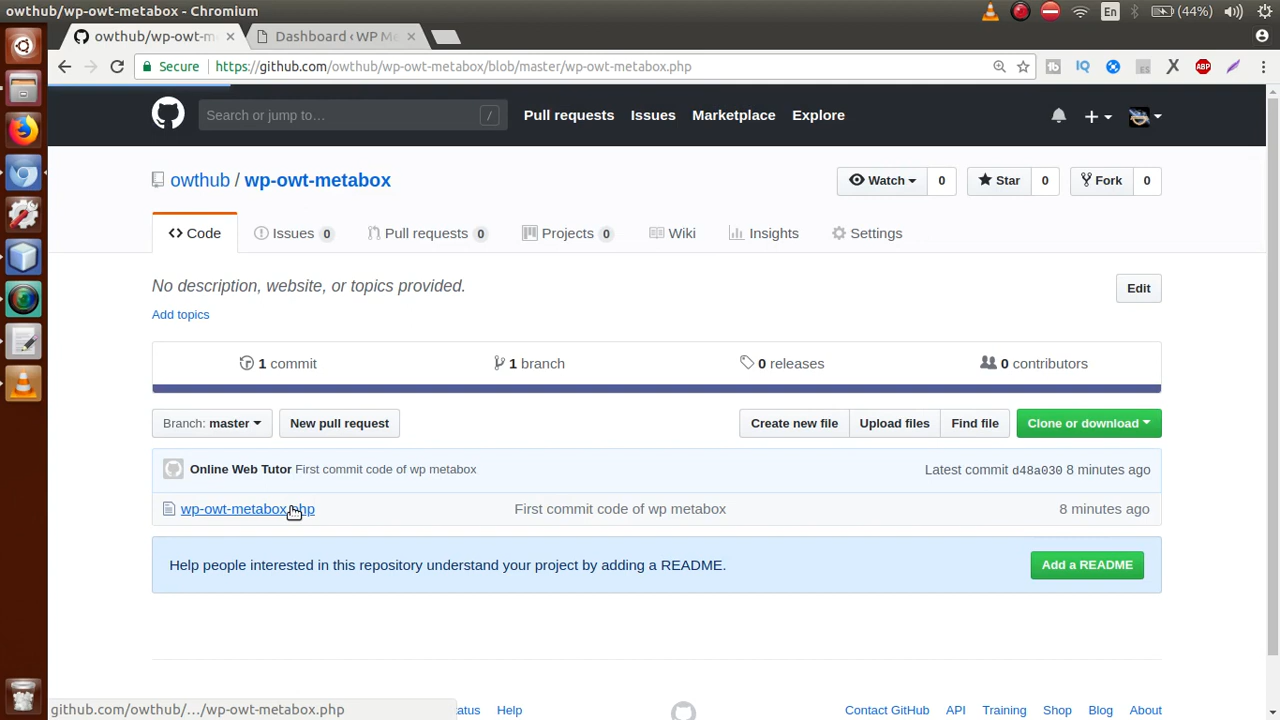 owthub/wp-owt-metabox - Chromium
En
(44%)
owthub/wp-owt-m
Dashboard ‹ WP M
Secure
https://github.com/owthub/wp-owt-metabox/blob/master/wp-owt-metabox.php
tb
IQ
X
ABP
Search or jump to…
/
Pull requests
Issues
Marketplace
Explore
owthub / wp-owt-metabox
Watch 0
Star 0
Fork 0
Code
Issues 0
Pull requests 0
Projects 0
Wiki
Insights
Settings
No description, website, or topics provided.
Edit
Add topics
1 commit
1 branch
0 releases
0 contributors
Branch: master
New pull request
Create new file
Upload files
Find file
Clone or download
Online Web Tutor First commit code of wp metabox
Latest commit d48a030 8 minutes ago
wp-owt-metabox.php
First commit code of wp metabox
8 minutes ago
Help people interested in this repository understand your project by adding a README.
Add a README
github.com/owthub/…/wp-owt-metabox.php
atus
Help
Contact GitHub
API
Training
Shop
Blog
About